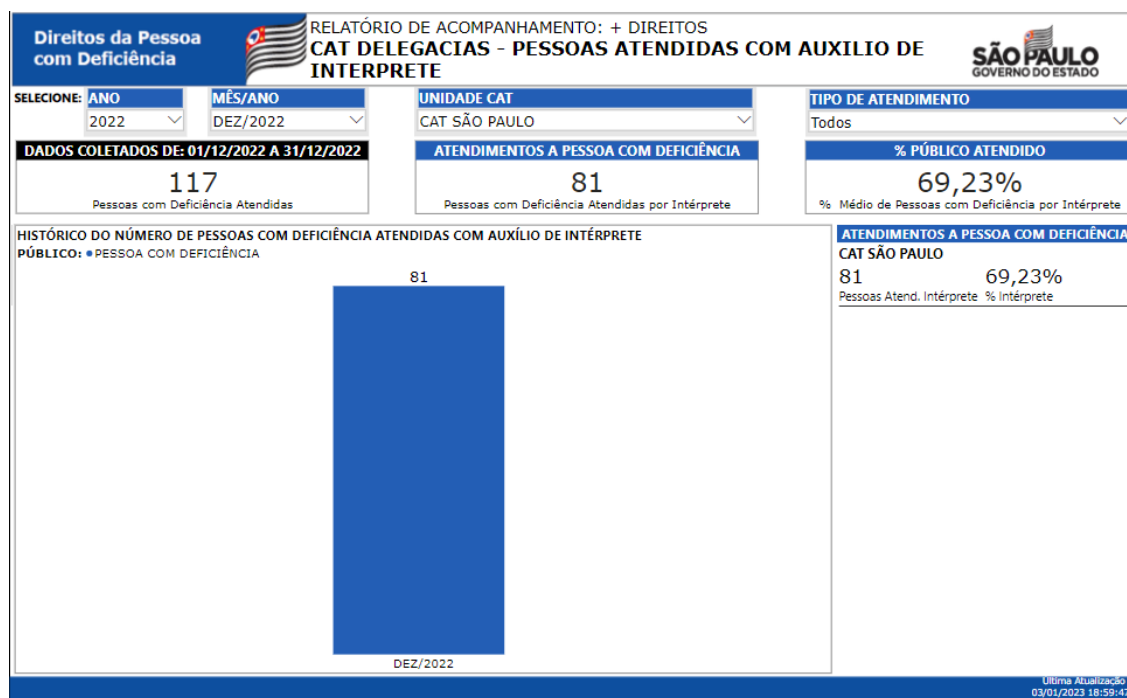 Direitos da Pessoa
com Deficiência
RELATÓRIO DE ACOMPANHAMENTO: + DIREITOS
CAT DELEGACIAS - PESSOAS ATENDIDAS COM AUXILIO DE
INTERPRETE
SÃO PAULO
GOVERNO DO ESTADO
SELECIONE: ANO MÊS/ANO UNIDADE CAT TIPO DE ATENDIMENTO
2022 DEZ/2022 CAT SÃO PAULO Todos
DADOS COLETADOS DE: 01/12/2022 A 31/12/2022 ATENDIMENTOS A PESSOA COM DEFICIÊNCIA % PÚBLICO ATENDIDO
117 81 69,23%
Pessoas com Deficiência Atendidas Pessoas com Deficiência Atendidas por Intérprete % Médio de Pessoas com Deficiência por Intérprete
HISTÓRICO DO NÚMERO DE PESSOAS COM DEFICIÊNCIA ATENDIDAS COM AUXÍLIO DE INTÉRPRETE
PÚBLICO: PESSOA COM DEFICIÊNCIA
81
DEZ/2022
ATENDIMENTOS A PESSOA COM DEFICIÊNCIA
CAT SÃO PAULO
81 69,23%
Pessoas Atend. Intérprete % Intérprete
Última Atualização
03/01/2023 18:59:47